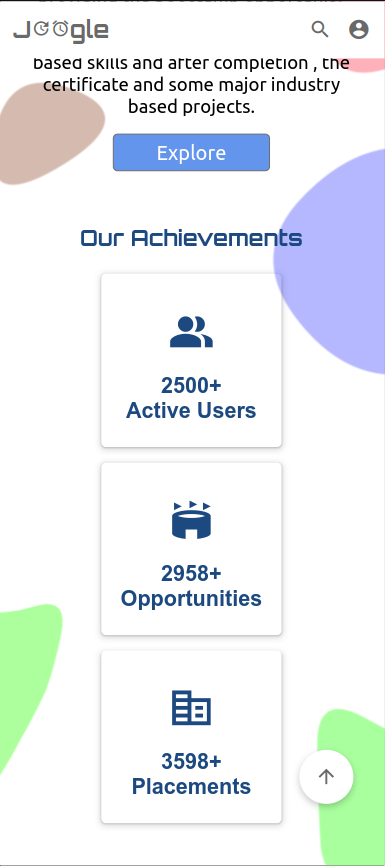 J gle
based skills and after completion , the
certificate and some major industry
based projects.
Explore
Our Achievements
2500+
Active Users
2958+
Opportunities
3598+
Placements